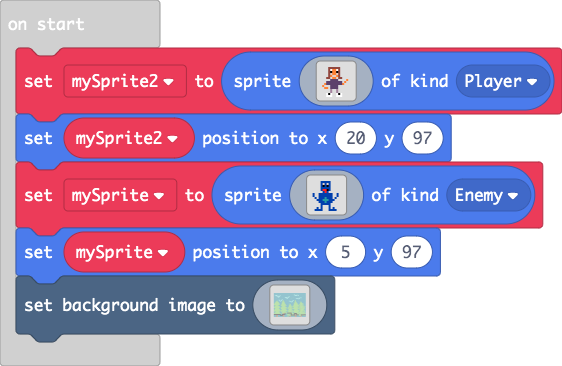 on start
set mySprite2 to sprite of kind Player
set mySprite2 position to x 20 y 97
set mySprite to sprite of kind Enemy
set mySprite position to x 5 y 97
set background image to